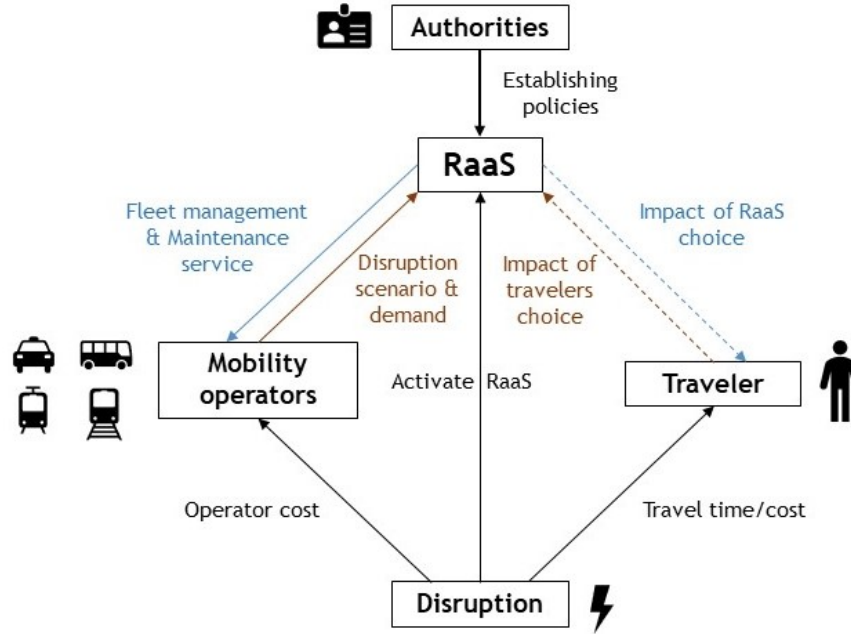 Authorities
Establishing
policies
RaaS
Fleet management
& Maintenance
service
Disruption
scenario &
demand
Impact of
travelers
choice
Impact of RaaS
choice
Mobility
operators
Activate RaaS
Traveler
Operator cost
Travel time/cost
Disruption